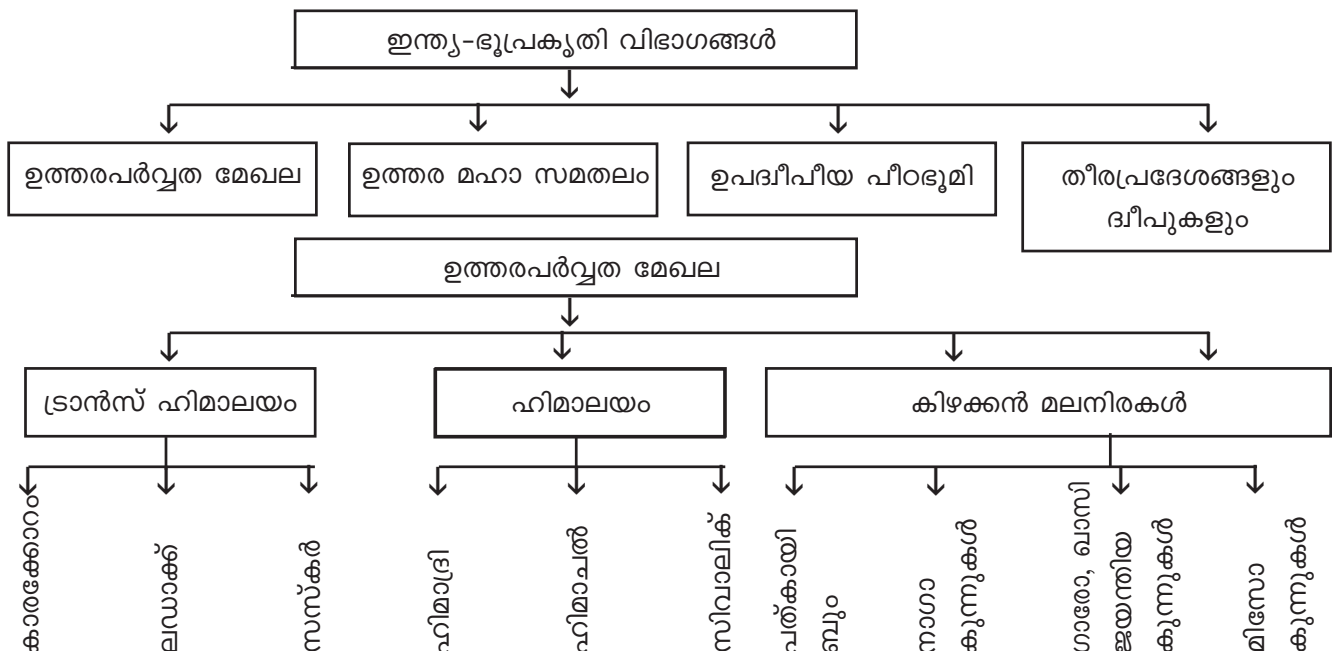 ഇന്ത്യ-ഭൂപ്രകൃതി വിഭാഗങ്ങൾ
ഉത്തരപർവ്വത മേഖല
ഉത്തര മഹാ സമതലം
ഉപദ്വീപീയ പീഠഭൂമി
തീരപ്രദേശങ്ങളും
ദ്വീപുകളും
ഉത്തരപർവ്വത മേഖല
ട്രാൻസ് ഹിമാലയം
ഹിമാലയം
കിഴക്കൻ മലനിരകൾ
കാരക്കോറം
ലഡാക്ക്
സസ്കർ
ഹിമാദ്രി
ഹിമാചൽ
സിവാലിക്
പത്കായി
ബും
നാഗാ
കുന്നുകൾ
ഗാരോ, ഖാസി
ജൈയന്തിയ
കുന്നുകൾ
മിസോ
കുന്നുകൾ